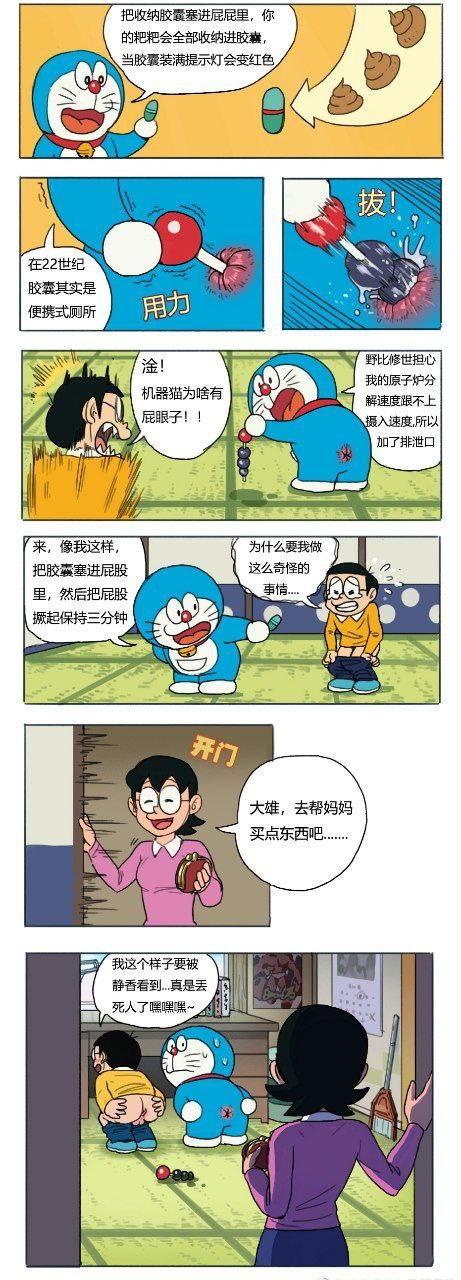 把收纳胶囊塞进屁屁里，你
的粑粑会全部收纳进胶囊，
当胶囊装满提示灯会变红色
在22世纪
胶囊其实是
便携式厕所
用力
拔！
淦！
机器猫为啥有
屁眼子！！
野比修世担心
我的原子炉分
解速度跟不上
摄入速度,所以
加了排泄口
来，像我这样，
把胶囊塞进屁股
里，然后把屁股
撅起保持三分钟
为什么要我做
这么奇怪的
事情....
开门
大雄，去帮妈妈
买点东西吧.......
我这个样子要被
静香看到...真是丢
死人了嘿嘿嘿~